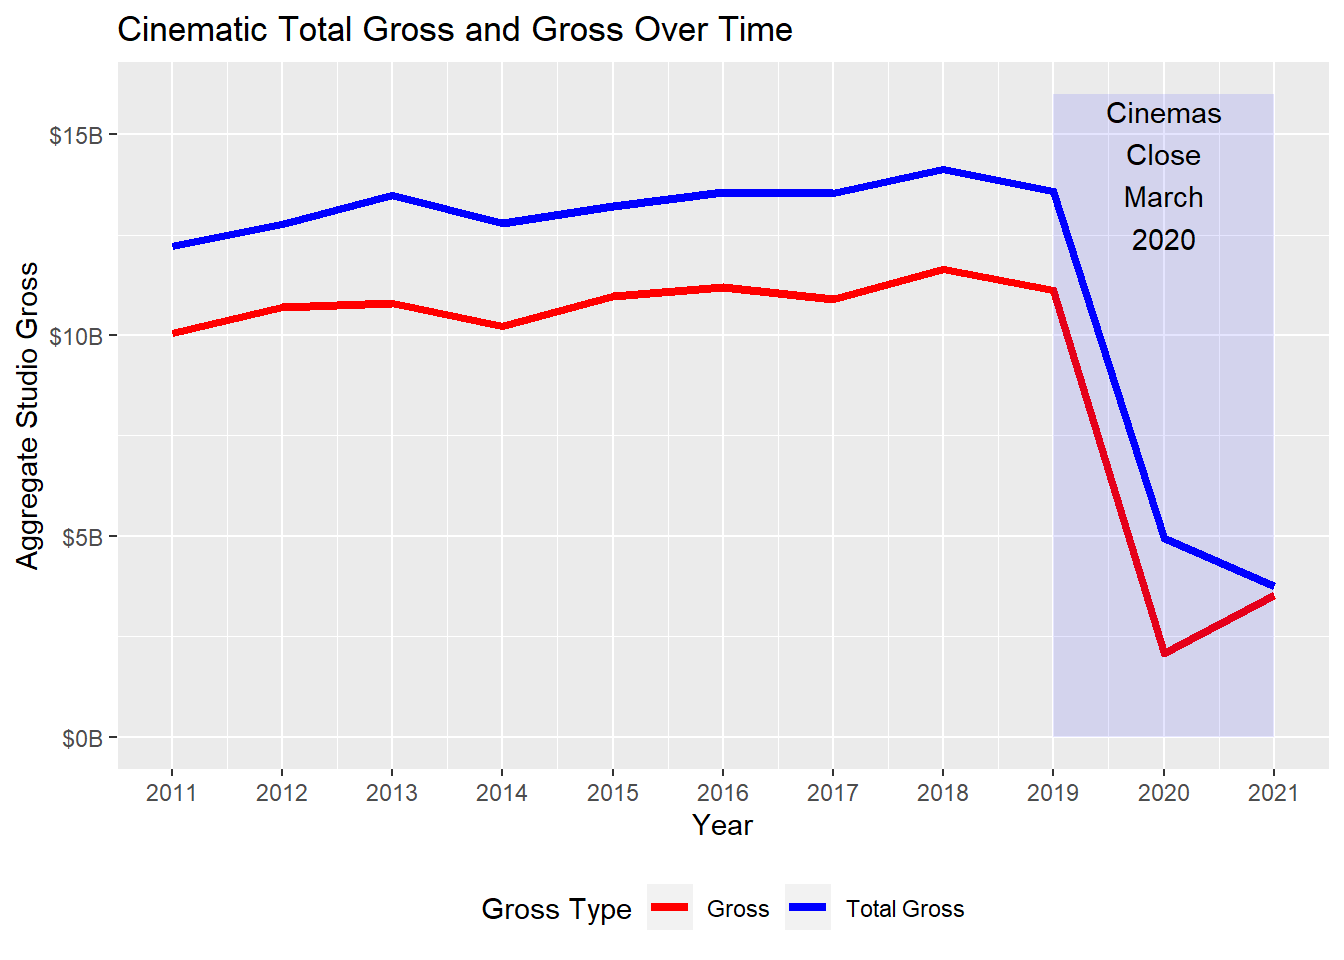 Cinematic Total Gross and Gross Over Time
Aggregate Studio Gross
$15B
$10B
$5B
$0B
Cinemas
Close
March
2020
2011 2012 2013 2014 2015 2016 2017 2018 2019 2020 2021
Year
Gross Type Gross Total Gross